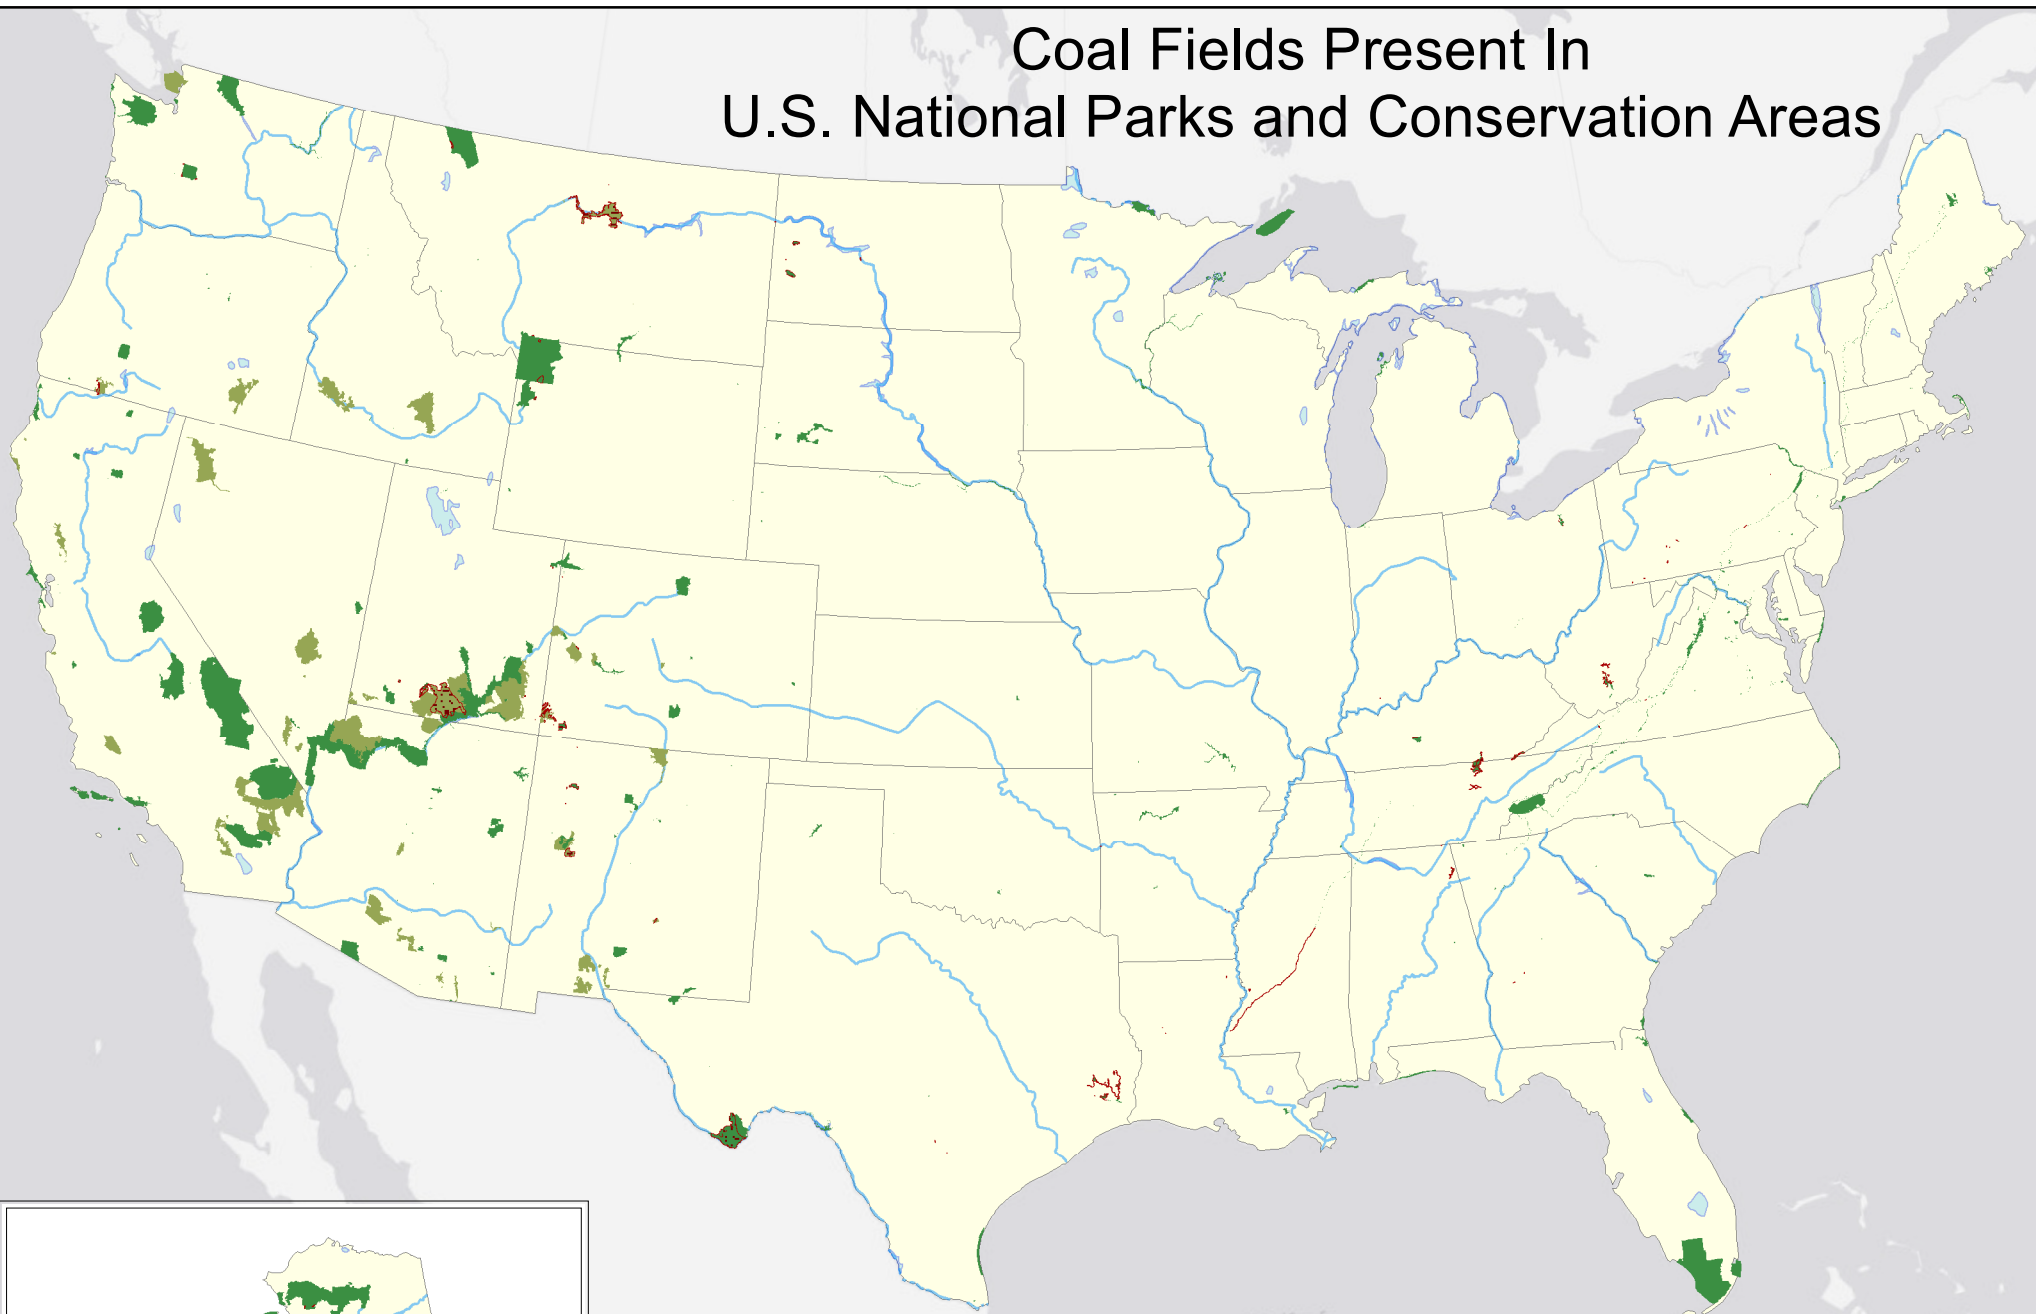 Coal Fields Present In
U.S. National Parks and Conservation Areas